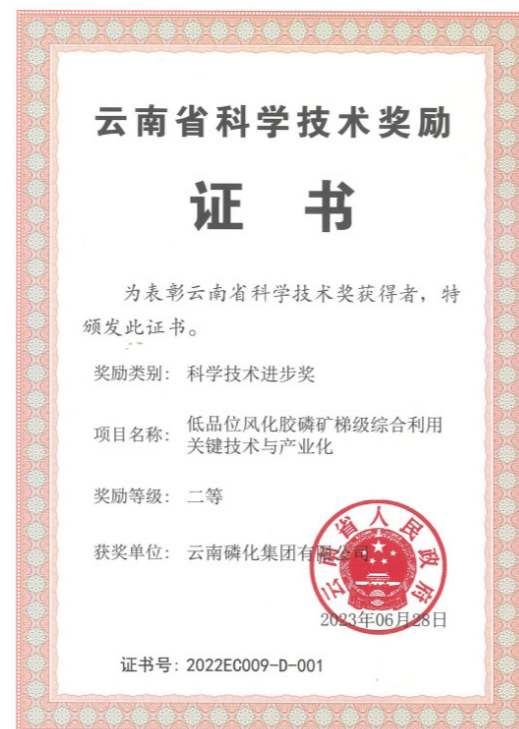 云南省科学技术奖励
证 书
为表彰云南省科学技术奖获得者，特
颁发此证书。
奖励类别：科学技术进步奖
项目名称：低品位风化胶磷矿梯级综合利用
关键技术与产业化
奖励等级：二等
获奖单位：云南磷化集团有限公司
云南省人民政府
2023年06月28日
证书号：2022EC009-D-001